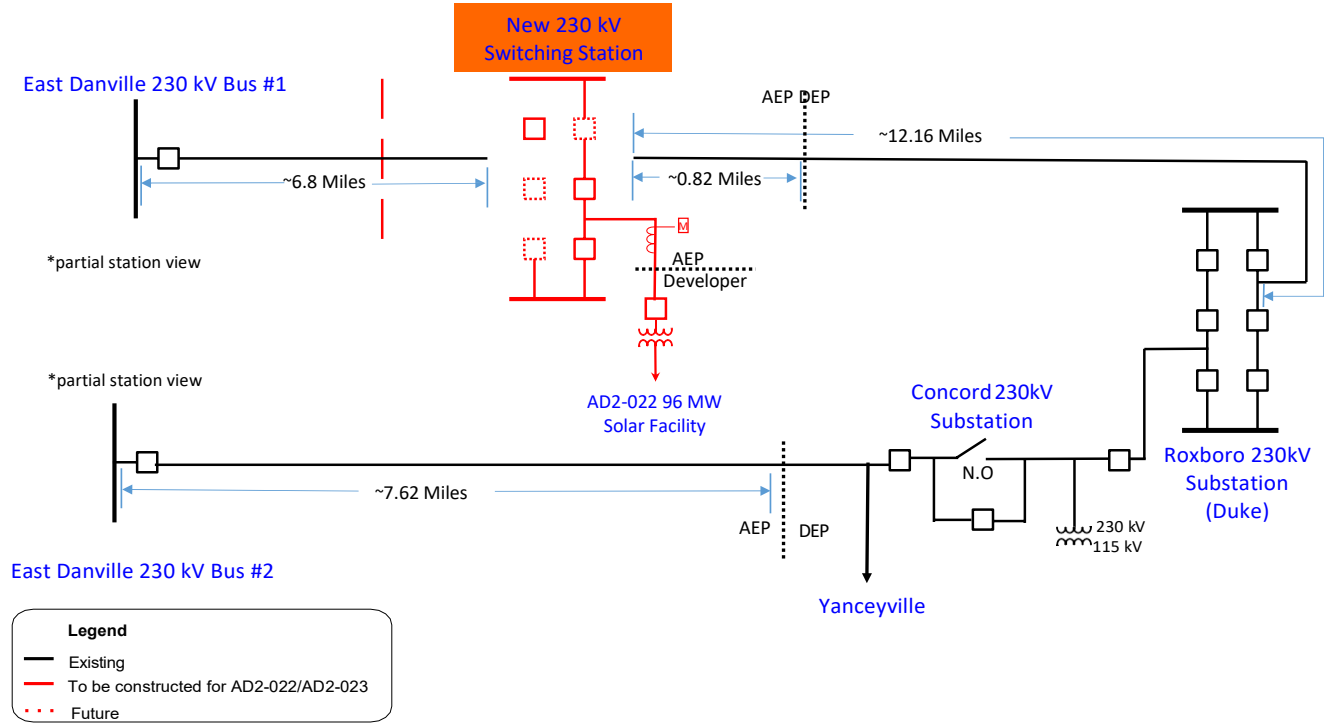 New 230 kV
Switching Station
East Danville 230 kV Bus #1
AEP DEP
~12.16 Miles
~6.8 Miles
~0.82 Miles
M
*partial station view
AEP
Developer
*partial station view
AD2-022 96 MW
Solar Facility
Concord 230kV
Substation
N.O
Roxboro 230kV
Substation
(Duke)
~7.62 Miles
AEP
DEP
230 kV
115 kV
East Danville 230 kV Bus #2
Yanceyville
Legend
Existing
To be constructed for AD2-022/AD2-023
Future